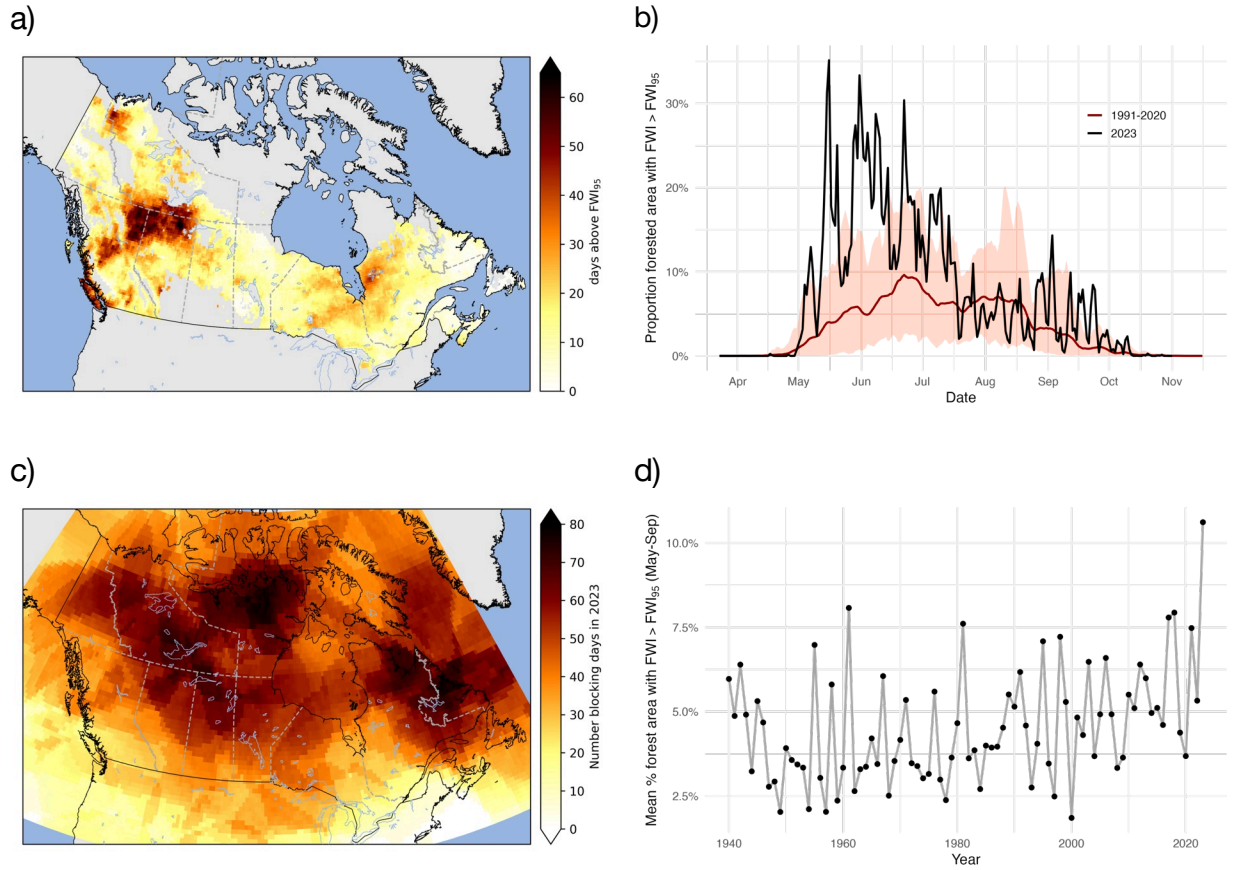 a)
60
50
40
30
20
10
0
days above FWI95
b)
Proportion forested area with FWI > FWI95
30%
20%
10%
0%
1991-2020
2023
Apr May Jun Jul Aug Sep Oct Nov
Date
c)
80
70
60
50
40
30
20
10
0
Number blocking days in 2023
d)
Mean % forest area with FWI > FWI95 (May-Sep)
10.0%
7.5%
5.0%
2.5%
1940 1960 1980 2000 2020
Year